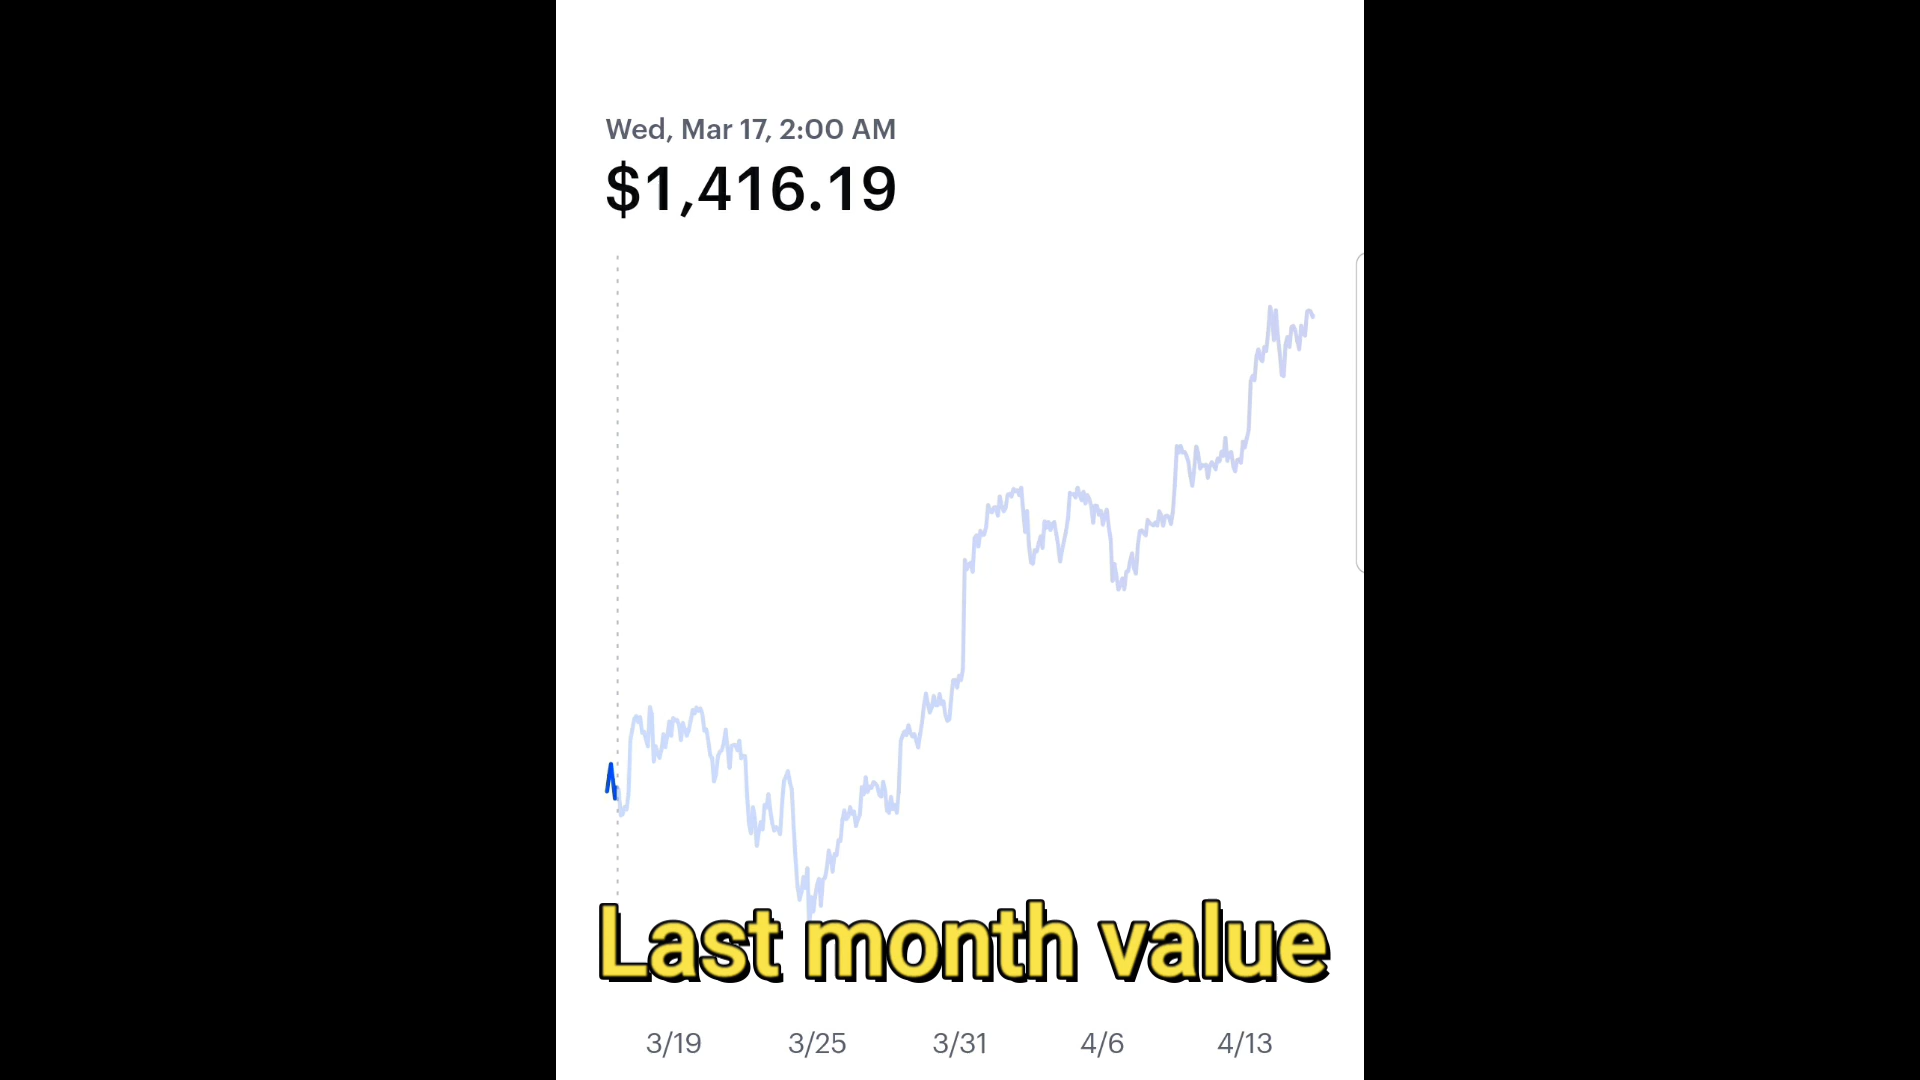 Wed, Mar 17, 2:00 AM
$1,416.19
Last month value
3/19 3/25 3/31 4/6 4/13